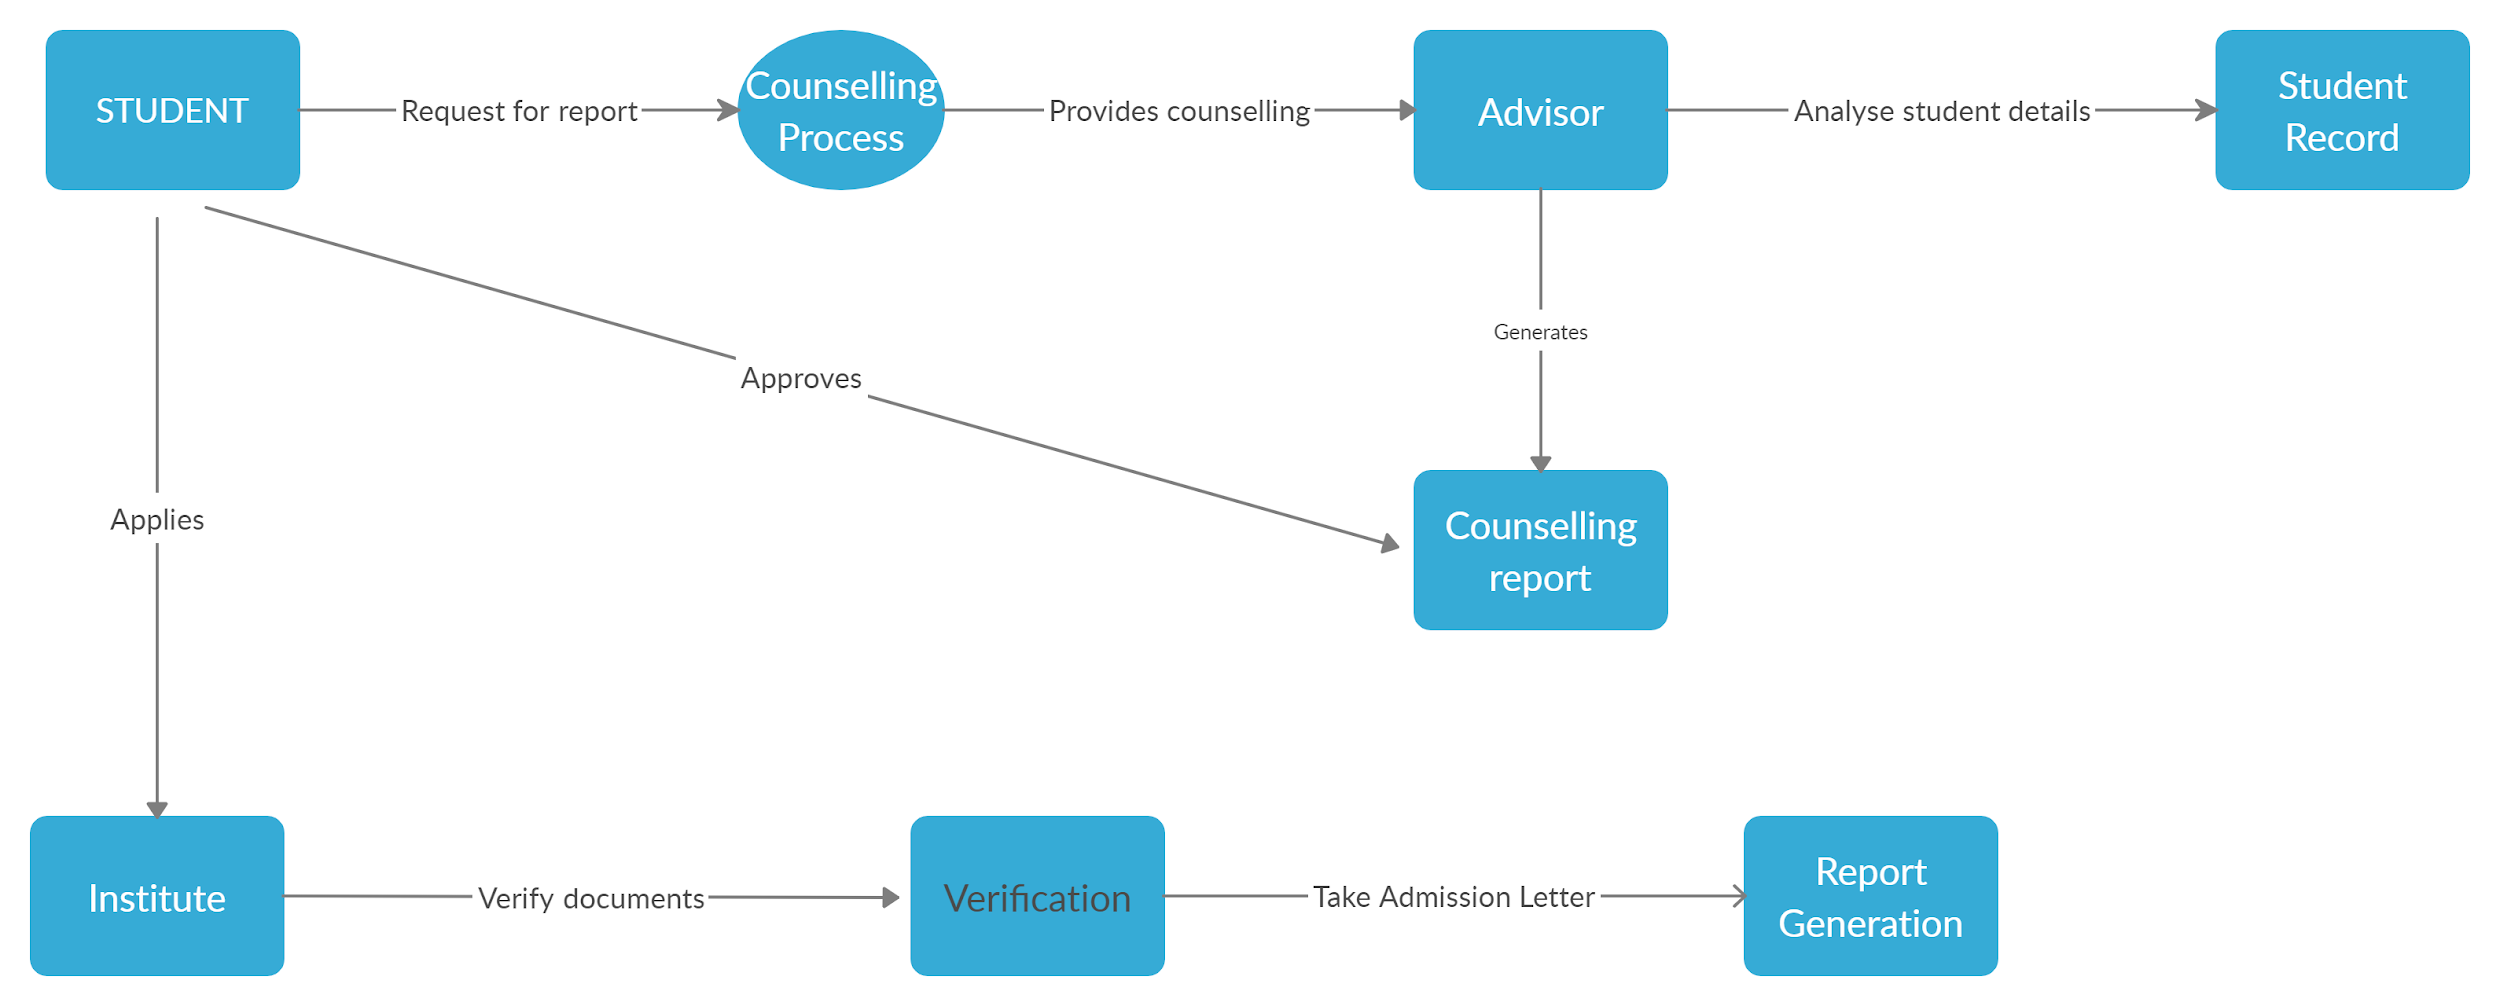 STUDENT
Request for report
Counselling
Process
Provides counselling
Advisor
Analyse student details
Student
Record
Generates
Approves
Applies
Counselling
report
Institute
Verify documents
Verification
Take Admission Letter
Report
Generation